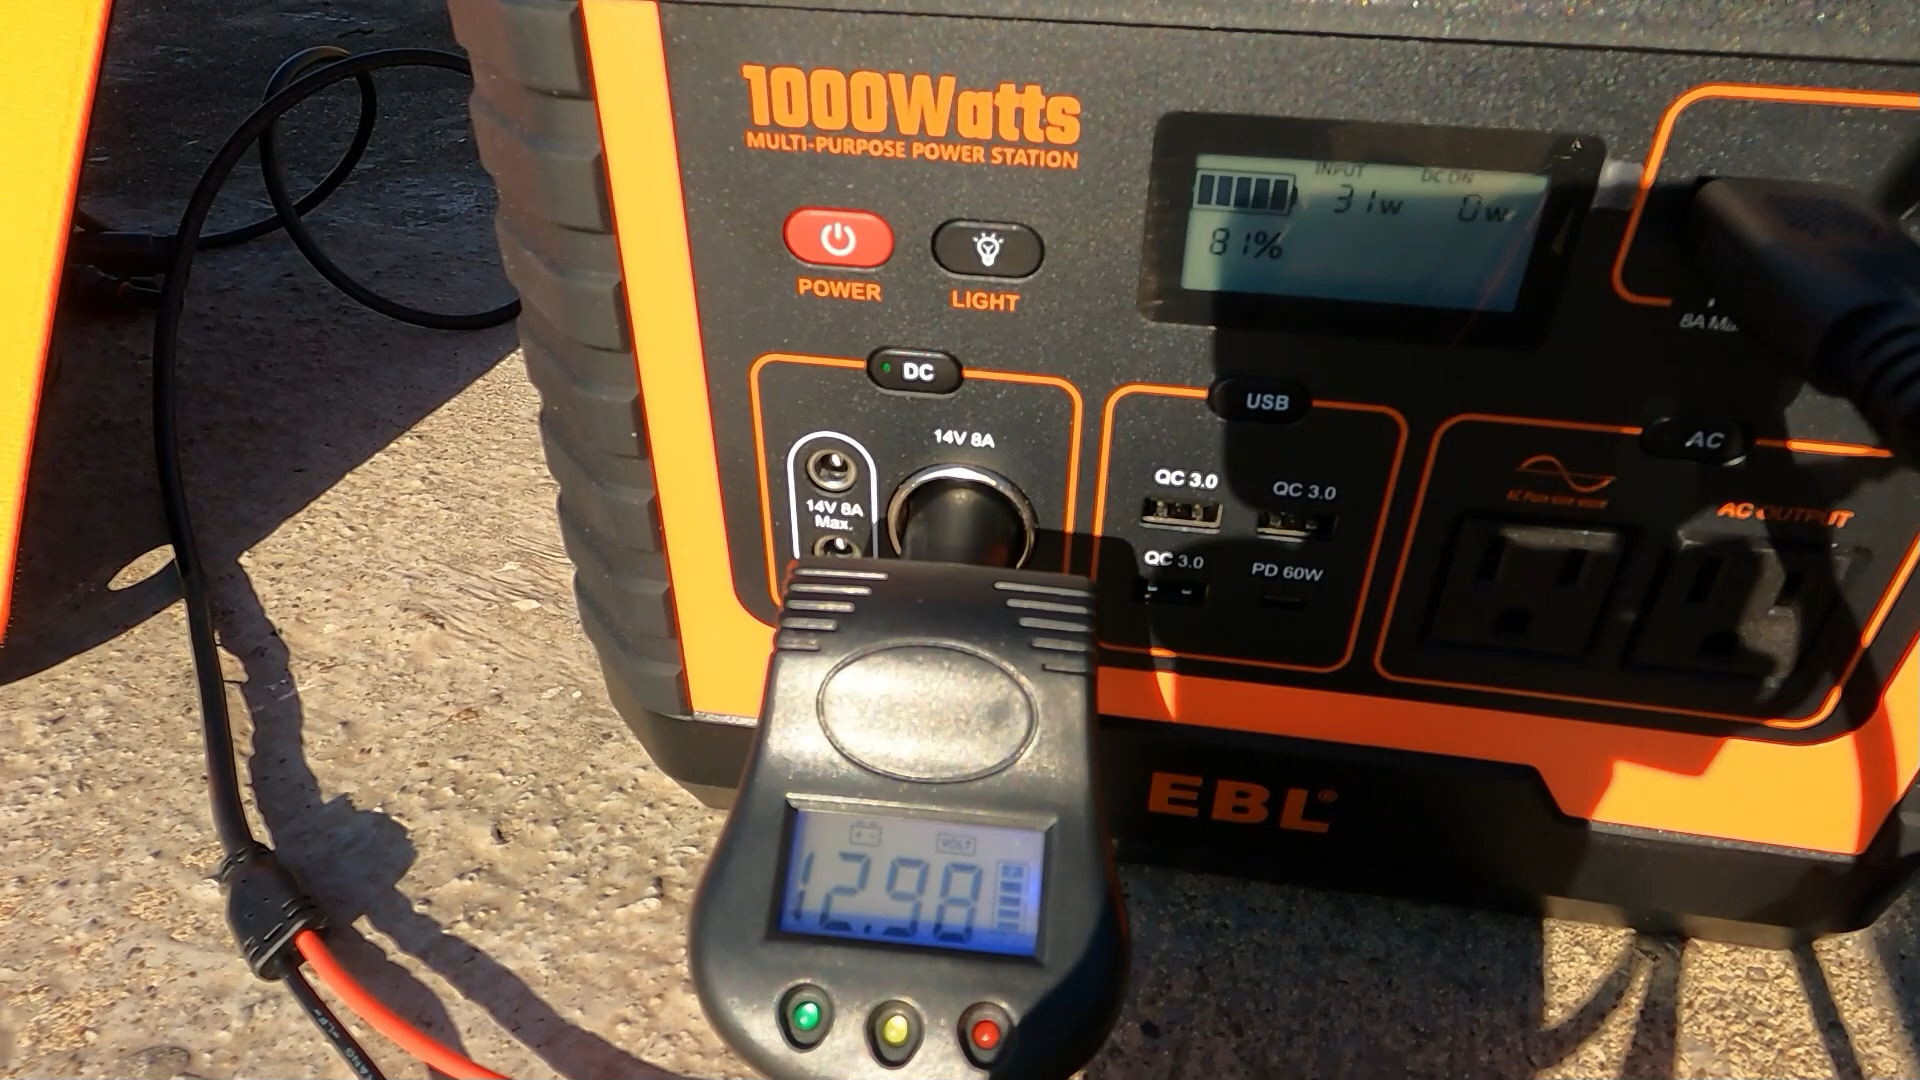 1000Watts
MULTI-PURPOSE POWER STATION
INPUT
DC ON
31w
0w
81%
POWER
LIGHT
8A
DC
USB
AC
14V 8A
14V 8A
Max.
QC 3.0
QC 3.0
QC 3.0
PD 60W
AC OUTPUT
EBL®
VOLT
12.98